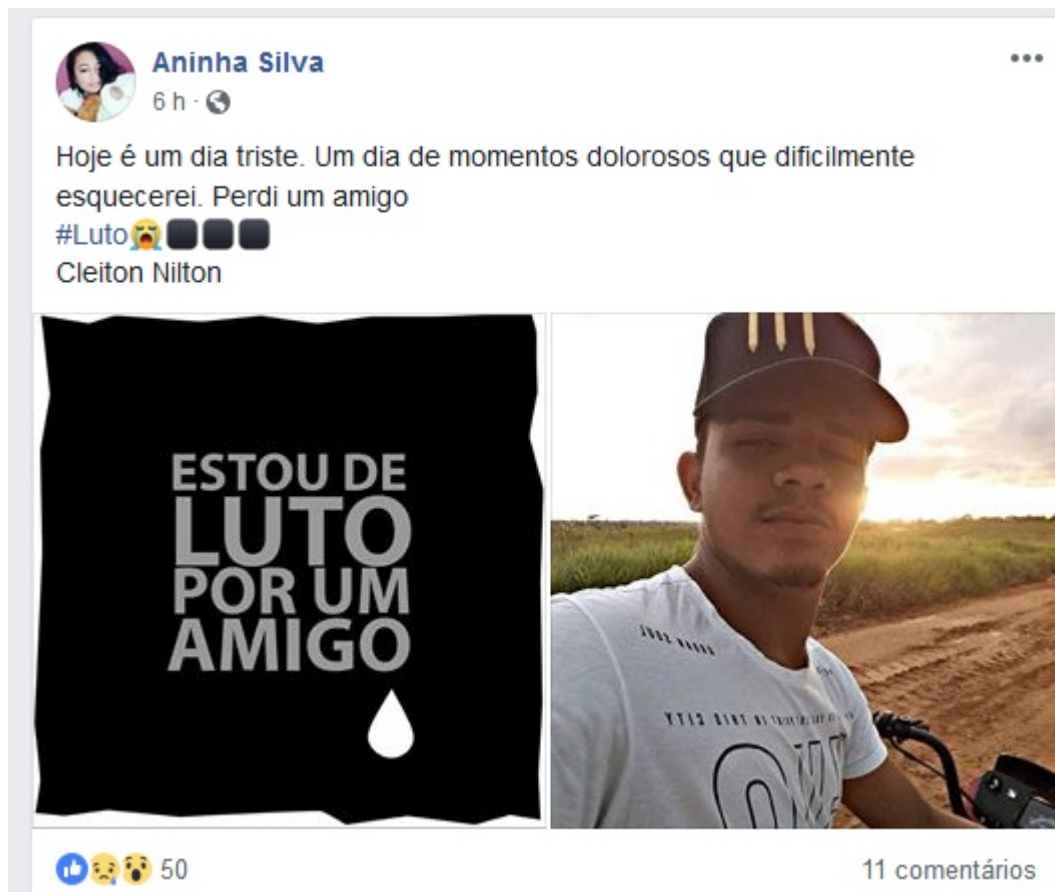 Aninha Silva
6 h ·
Hoje é um dia triste. Um dia de momentos dolorosos que dificilmente
esquecerei. Perdi um amigo
#Luto😭⬛⬛⬛
Cleiton Nilton
ESTOU DE
LUTO
POR UM
AMIGO
50
11 comentários